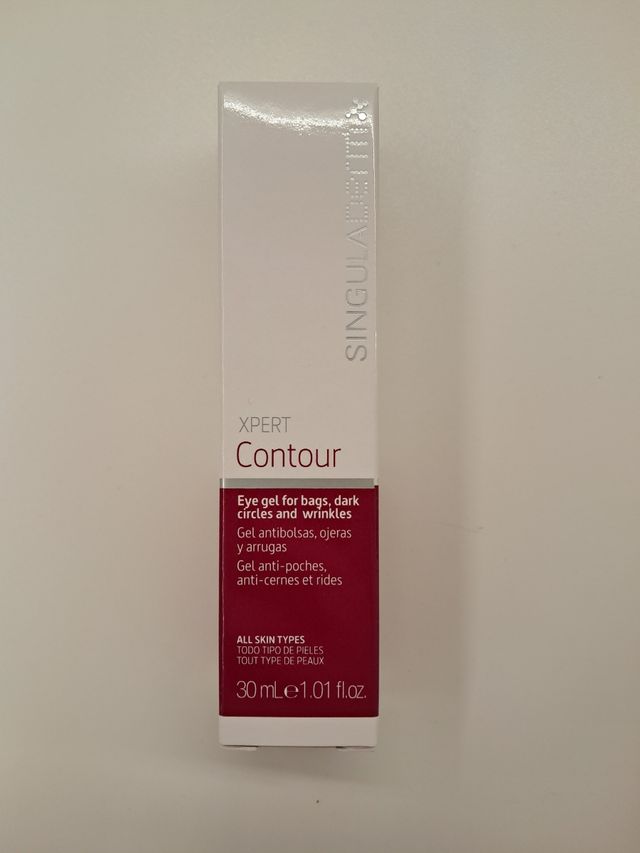 SINGULADERM
XPERT
Contour
Eye gel for bags, dark
circles and wrinkles
Gel antibolsas, ojeras
y arrugas
Gel anti-poches,
anti-cernes et rides
ALL SKIN TYPES
TODO TIPO DE PIELES
TOUT TYPE DE PEAUX
30 mL ℮ 1.01 fl.oz.